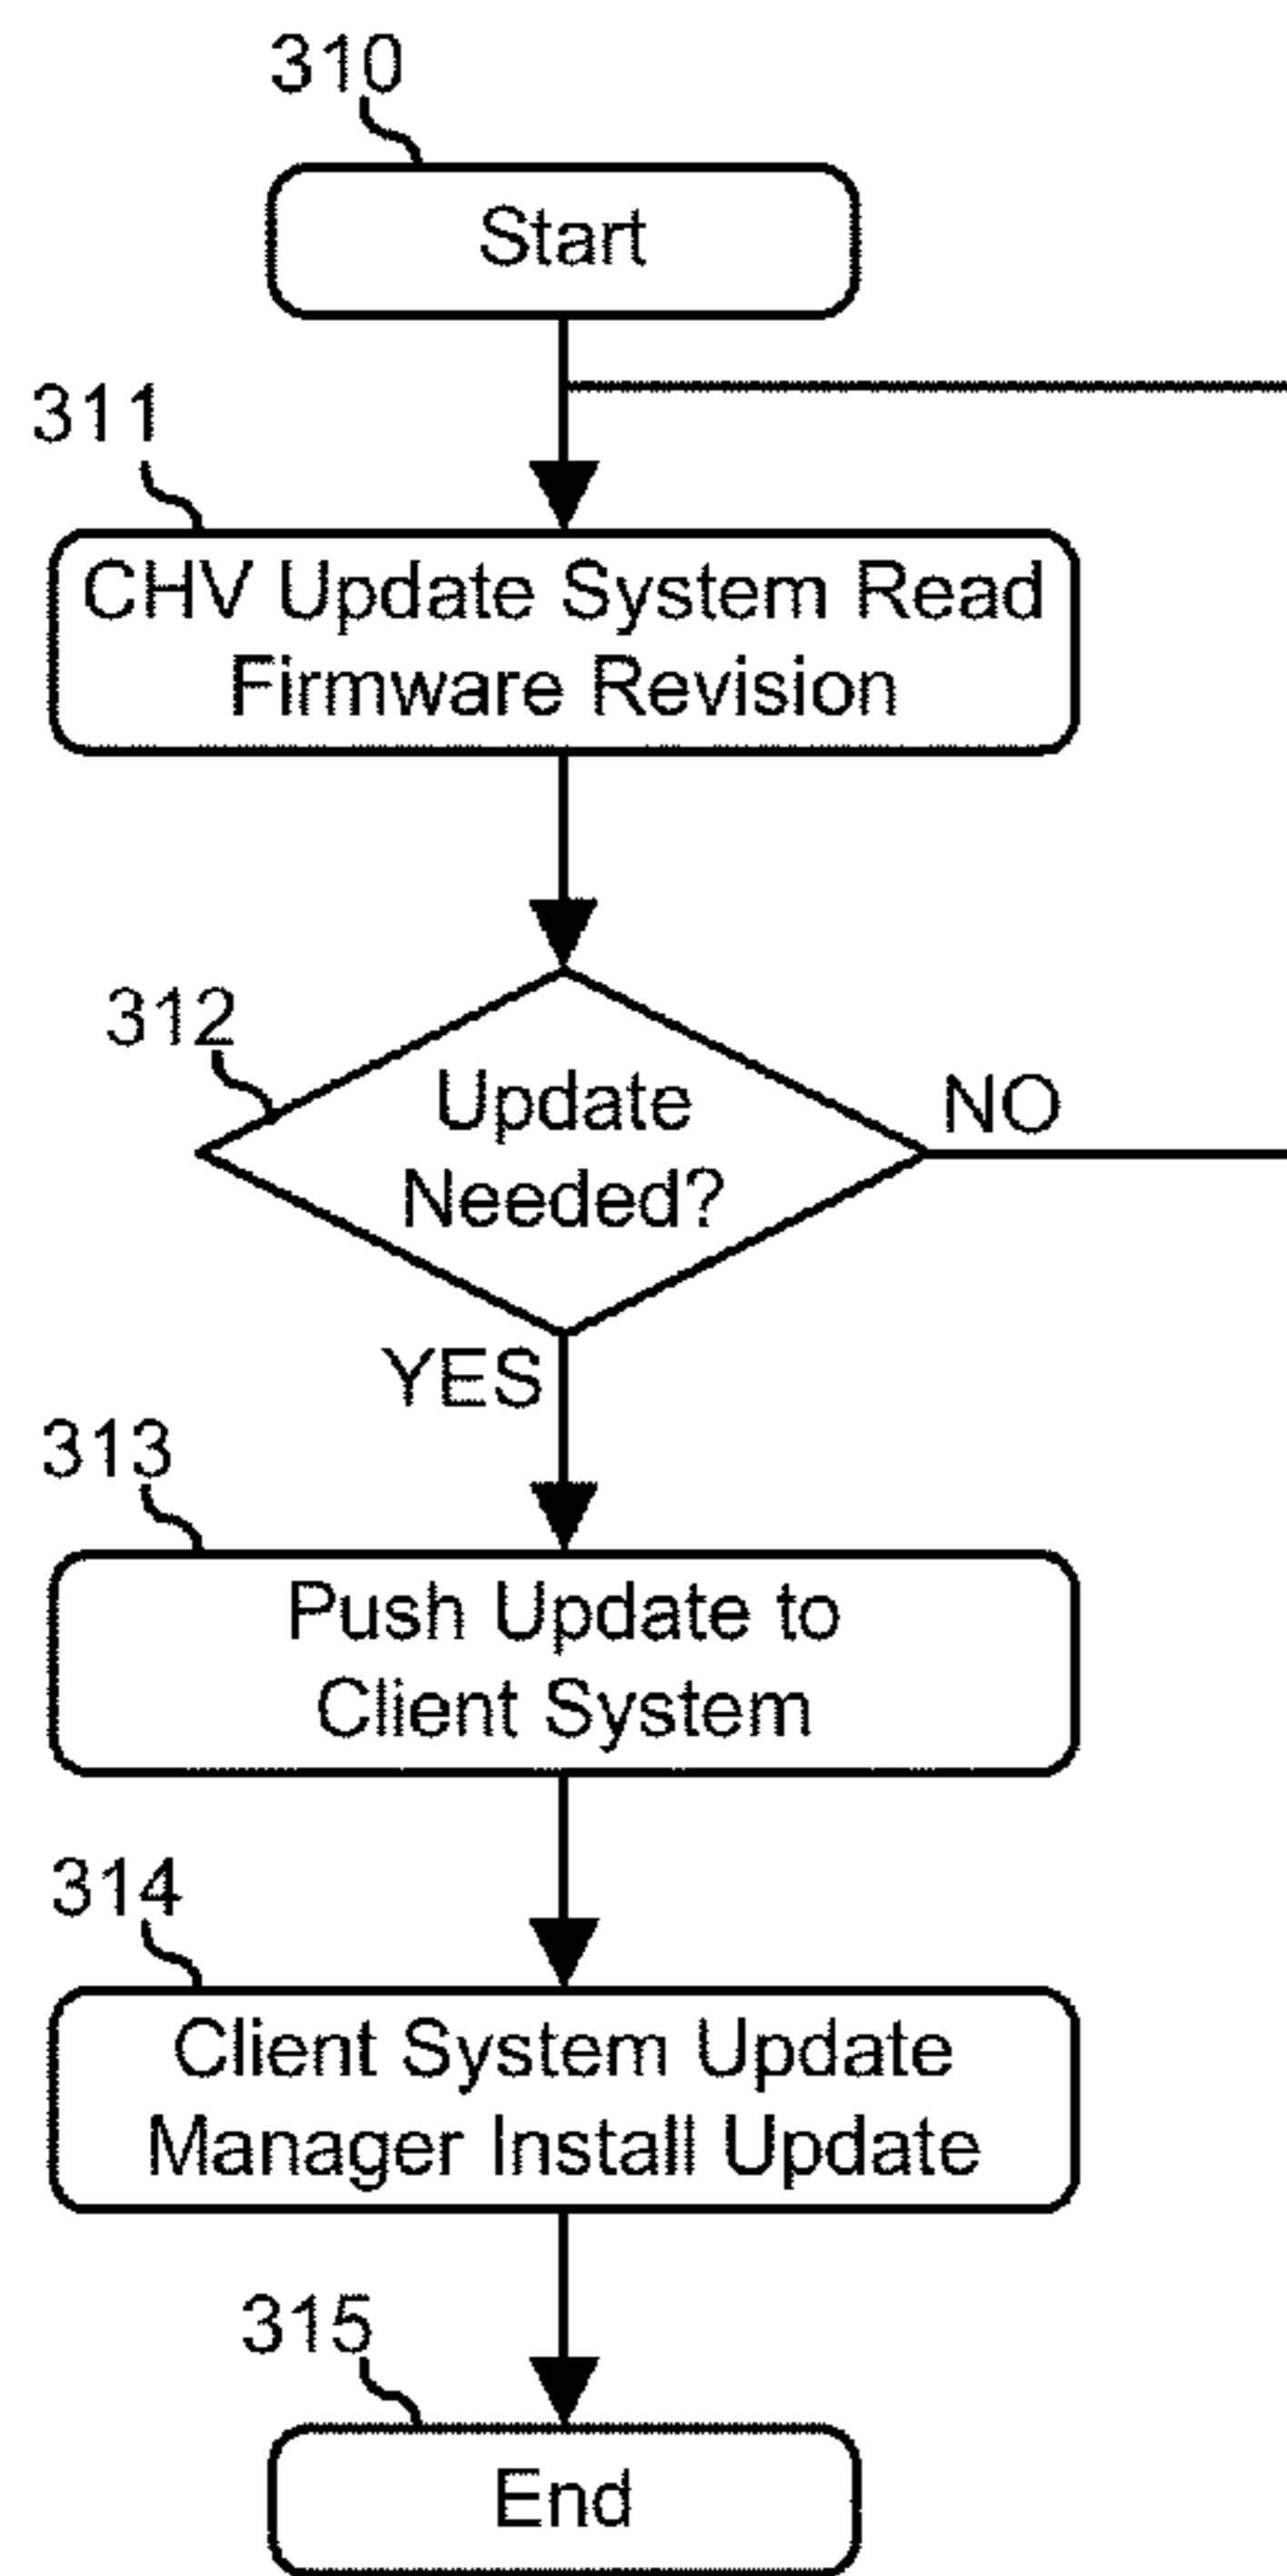 310
Start
311
CHV Update System Read
Firmware Revision
312
Update
Needed?
NO
YES
313
Push Update to
Client System
314
Client System Update
Manager Install Update
315
End